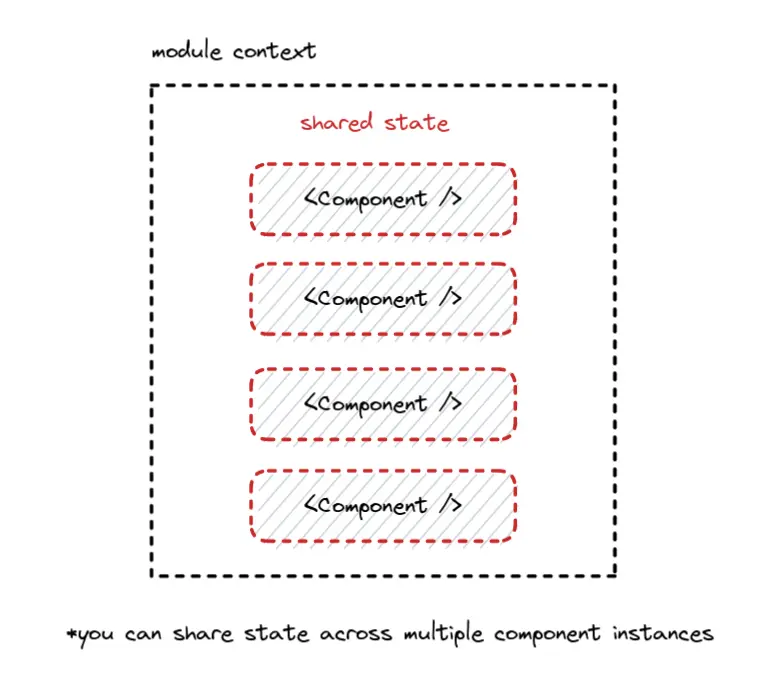 module context
shared state
<Component />
<Component />
<Component />
<Component />
*you can share state across multiple component instances